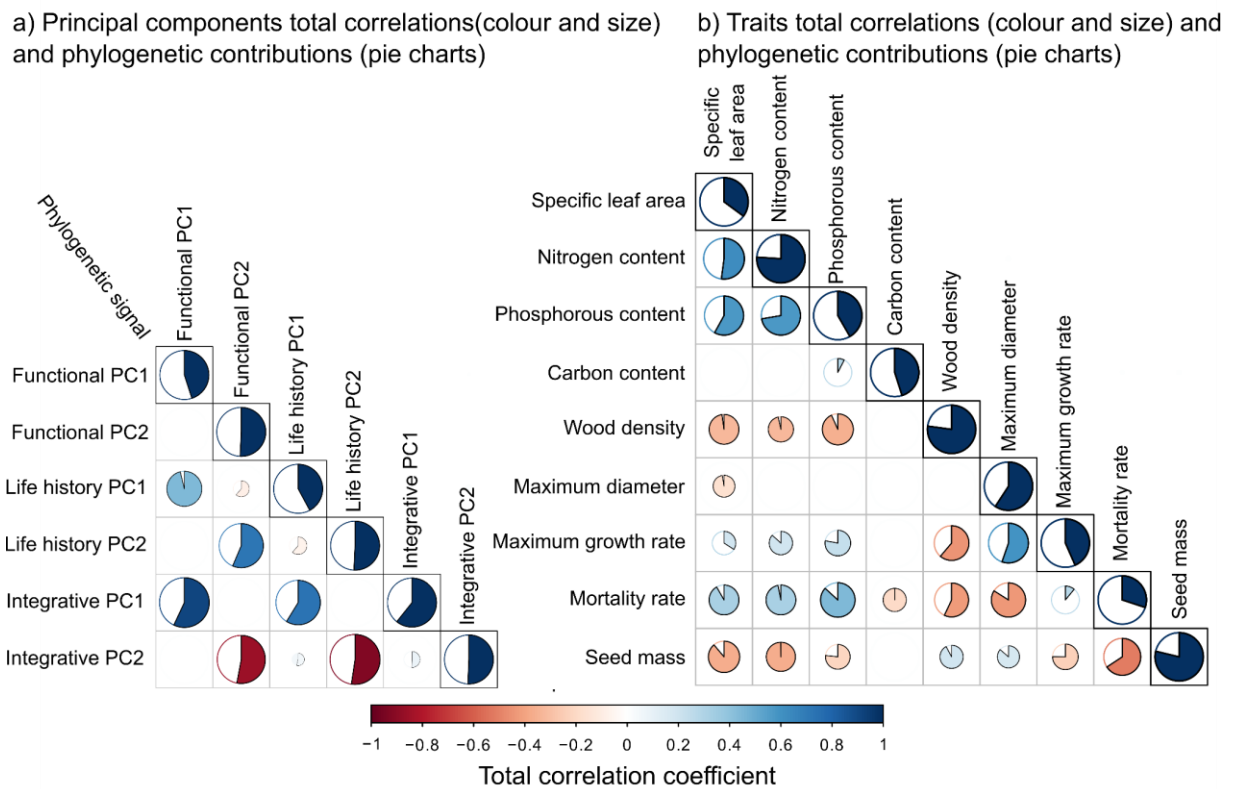 a) Principal components total correlations(colour and size)
and phylogenetic contributions (pie charts)
b) Traits total correlations (colour and size) and
phylogenetic contributions (pie charts)
Phylogenetic signal
Functional PC1
Functional PC2
Life history PC1
Life history PC2
Integrative PC1
Integrative PC2
Functional PC1
Functional PC2
Life history PC1
Life history PC2
Integrative PC1
Integrative PC2
Specific
leaf area
Nitrogen content
Phosphorous content
Carbon content
Wood density
Maximum diameter
Maximum growth rate
Mortality rate
Seed mass
Specific leaf area
Nitrogen content
Phosphorous content
Carbon content
Wood density
Maximum diameter
Maximum growth rate
Mortality rate
Seed mass
−1 −0.8 −0.6 −0.4 −0.2 0 0.2 0.4 0.6 0.8 1
Total correlation coefficient